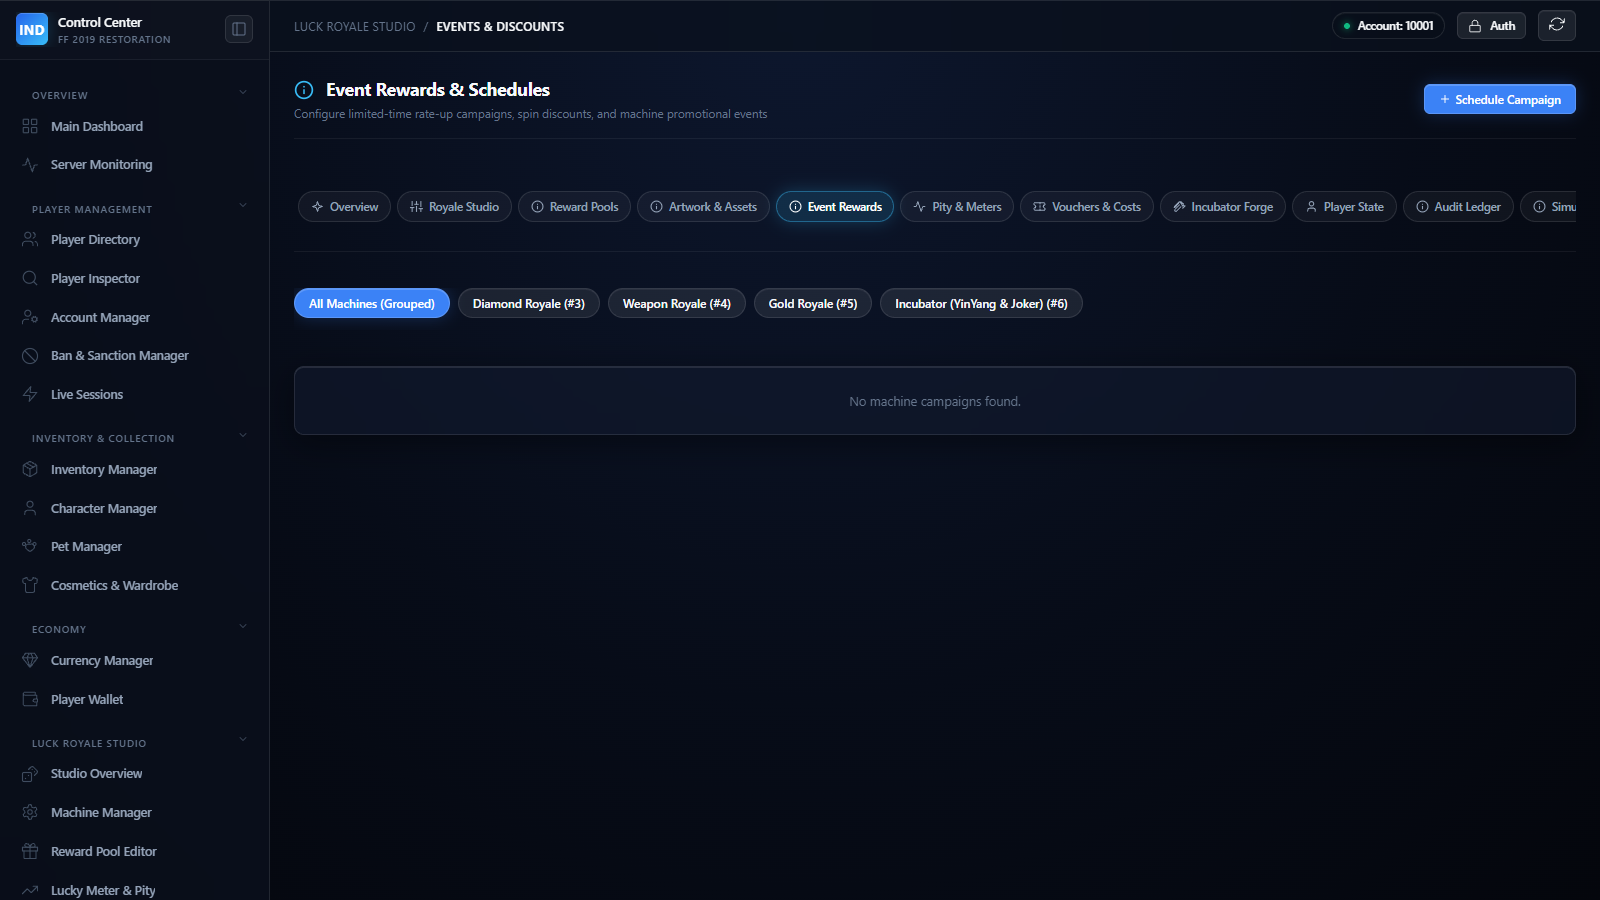 IND
Control Center
FF 2019 RESTORATION
OVERVIEW
Main Dashboard
Server Monitoring
PLAYER MANAGEMENT
Player Directory
Player Inspector
Account Manager
Ban & Sanction Manager
Live Sessions
INVENTORY & COLLECTION
Inventory Manager
Character Manager
Pet Manager
Cosmetics & Wardrobe
ECONOMY
Currency Manager
Player Wallet
LUCK ROYALE STUDIO
Studio Overview
Machine Manager
Reward Pool Editor
Lucky Meter & Pity
LUCK ROYALE STUDIO / EVENTS & DISCOUNTS
Account: 10001
Auth
Event Rewards & Schedules
Configure limited-time rate-up campaigns, spin discounts, and machine promotional events
+ Schedule Campaign
Overview
Royale Studio
Reward Pools
Artwork & Assets
Event Rewards
Pity & Meters
Vouchers & Costs
Incubator Forge
Player State
Audit Ledger
Simu
All Machines (Grouped)
Diamond Royale (#3)
Weapon Royale (#4)
Gold Royale (#5)
Incubator (YinYang & Joker) (#6)
No machine campaigns found.